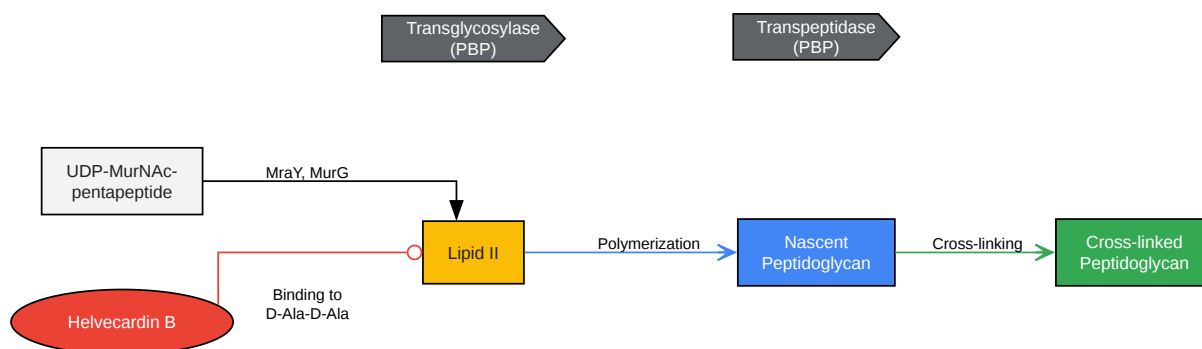 Transglycosylase
(PBP)
Transpeptidase
(PBP)
UDP-MurNAc-
pentapeptide
MraY, MurG
Lipid II
Polymerization
Nascent
Peptidoglycan
Cross-linking
Cross-linked
Peptidoglycan
Binding to
D-Ala-D-Ala
Helvecardin B